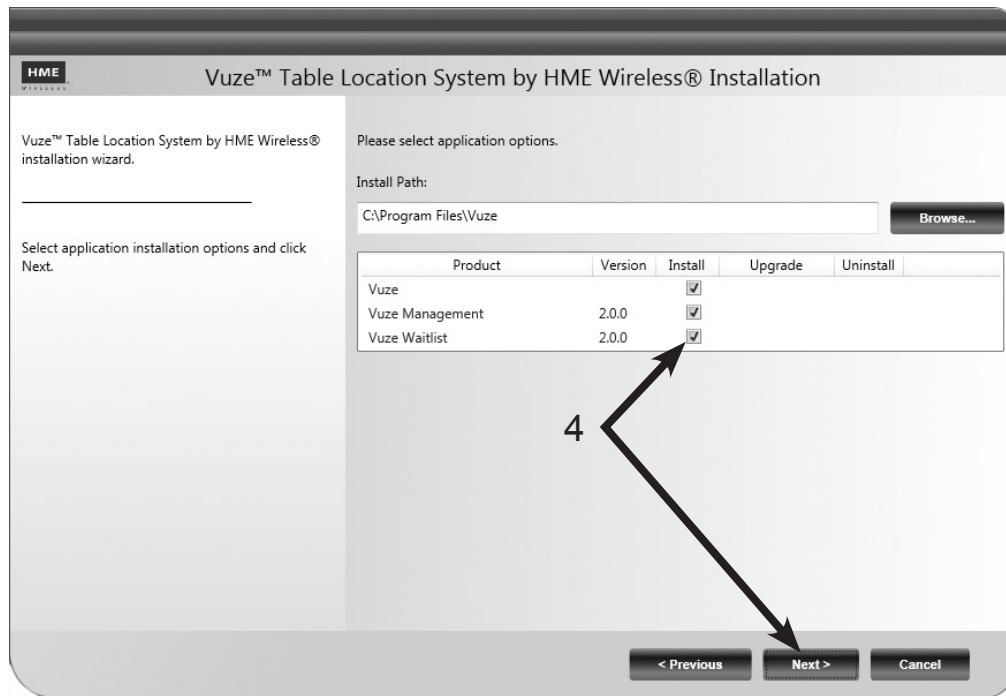 HME
WIRELESS
Vuze™ Table Location System by HME Wireless® Installation
Vuze™ Table Location System by HME Wireless®
installation wizard.
Select application installation options and click
Next.
Please select application options.
Install Path:
C:\Program Files\Vuze
Browse...
Product Version Install Upgrade Uninstall
Vuze
Vuze Management 2.0.0
Vuze Waitlist 2.0.0
4
< Previous Next > Cancel